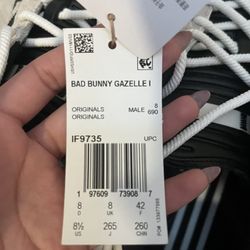 BAD BUNNY GAZELLE I
ORIGINALS MALE 8
ORIGINALS 690
IF9735 UPC
1 97609 73908 7
8 8 42
D D F
8½ 265 260
US J CHN